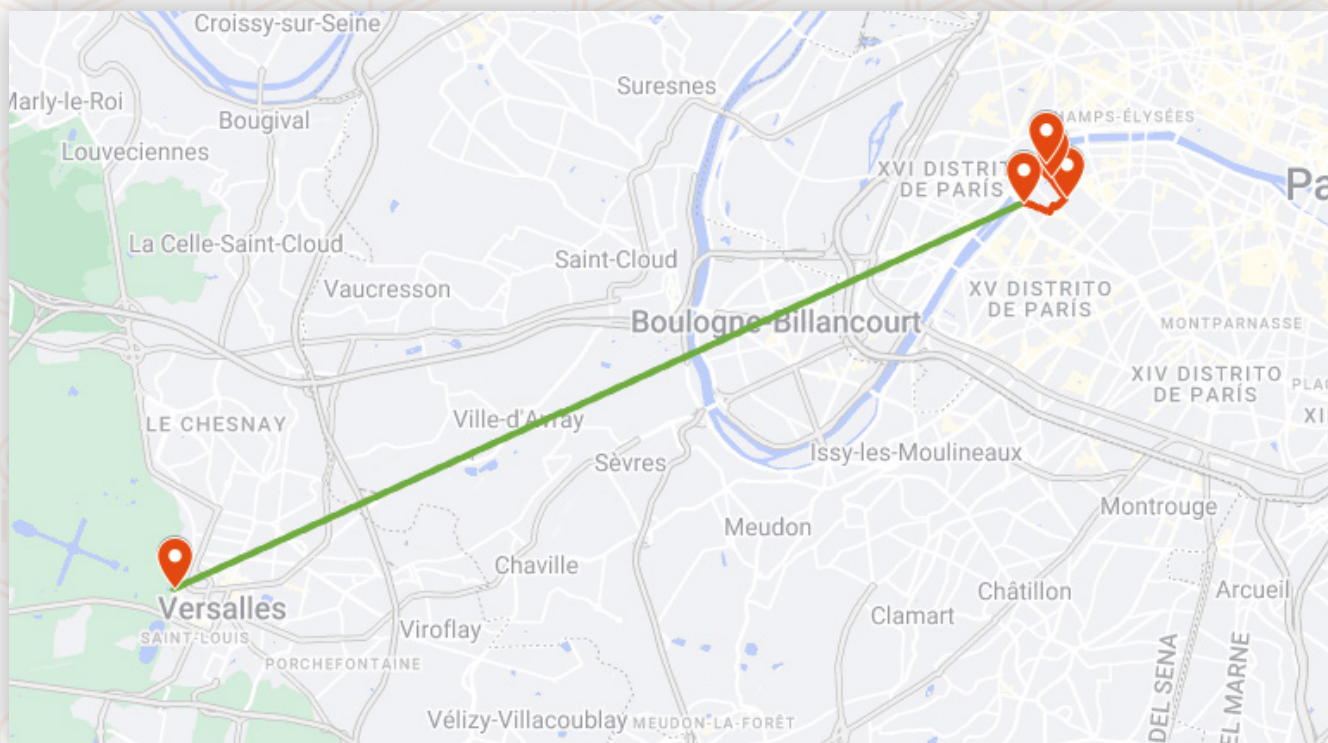 Croissy-sur-Seine
Suresnes
Marly-le-Roi
Bougival
HAMPS-ÉLYSÉES
Louveciennes
XVI DISTRITO
DE PARÍS
Pa
La Celle-Saint-Cloud
Saint-Cloud
Vaucresson
XV DISTRITO
DE PARÍS
Boulogne-Billancourt
MONTPARNASSE
XIV DISTRITO
DE PARÍS
PLAC
LE CHESNAY
Ville-d'Avray
XI
Sèvres
Issy-les-Moulineaux
Montrouge
Meudon
Chaville
Châtillon
Arcueil
Versalles
SAINT-LOUIS
Viroflay
Clamart
PORCHEFONTAINE
Vélizy-Villacoublay
MEUDON-LA-FORÊT
DEL SENA
EL MARNE